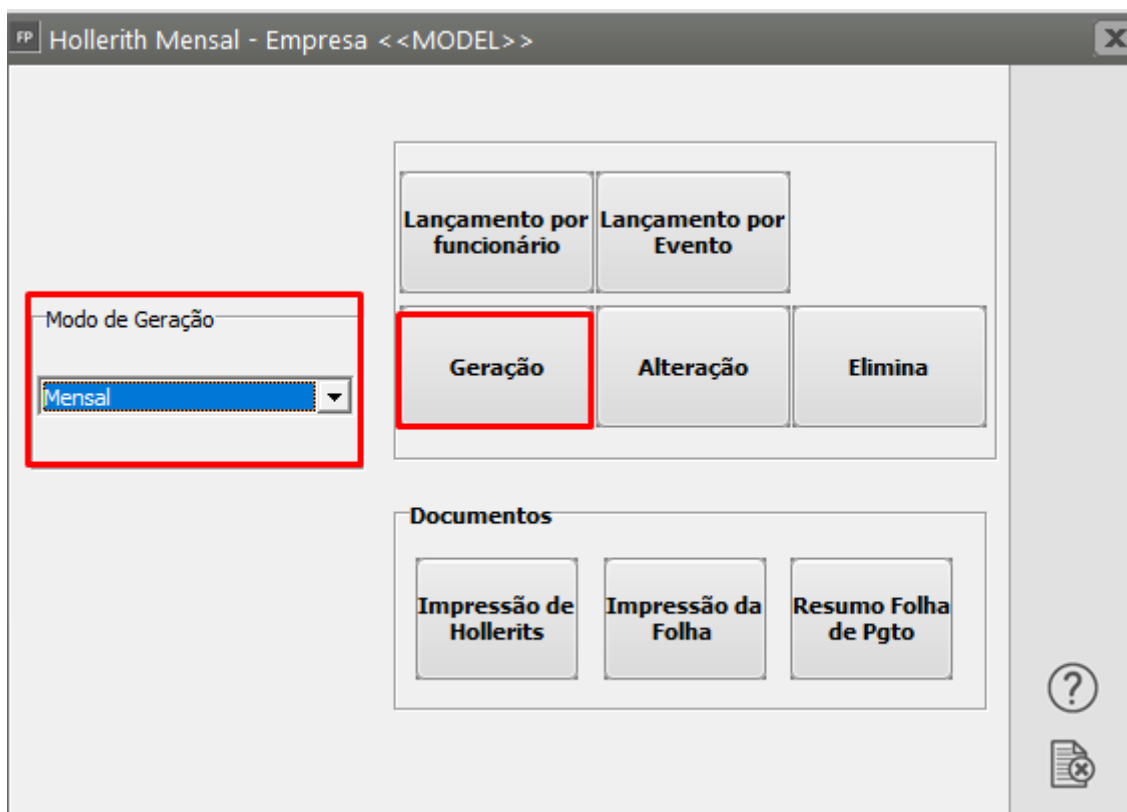 FP Hollerith Mensal - Empresa <<MODEL>>
Lançamento por funcionário
Lançamento por Evento
Modo de Geração
Mensal
Geração
Alteração
Elimina
Documentos
Impressão de Hollerits
Impressão da Folha
Resumo Folha de Pgto
?